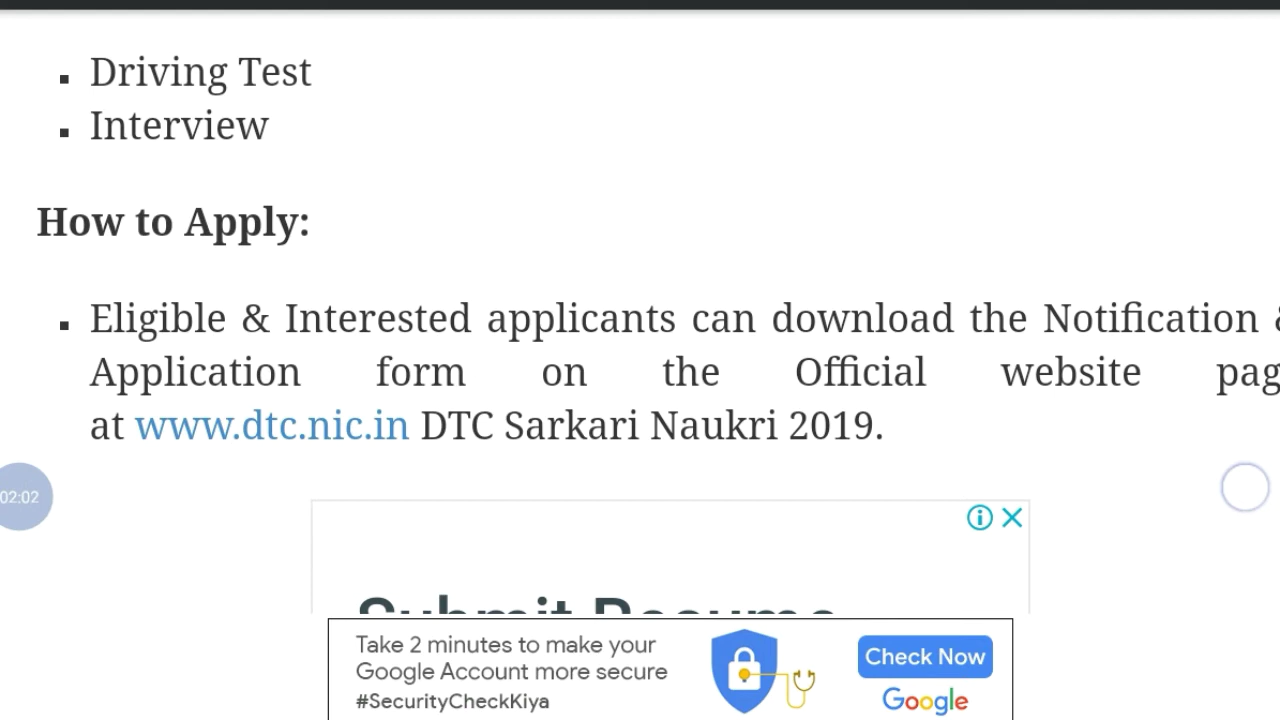 Driving Test
Interview
How to Apply:
Eligible & Interested applicants can download the Notification
Application form on the Official website
at www.dtc.nic.in DTC Sarkari Naukri 2019.
02:02
Submit Resume
Take 2 minutes to make your
Google Account more secure
#SecurityCheckKiya
Check Now
Google